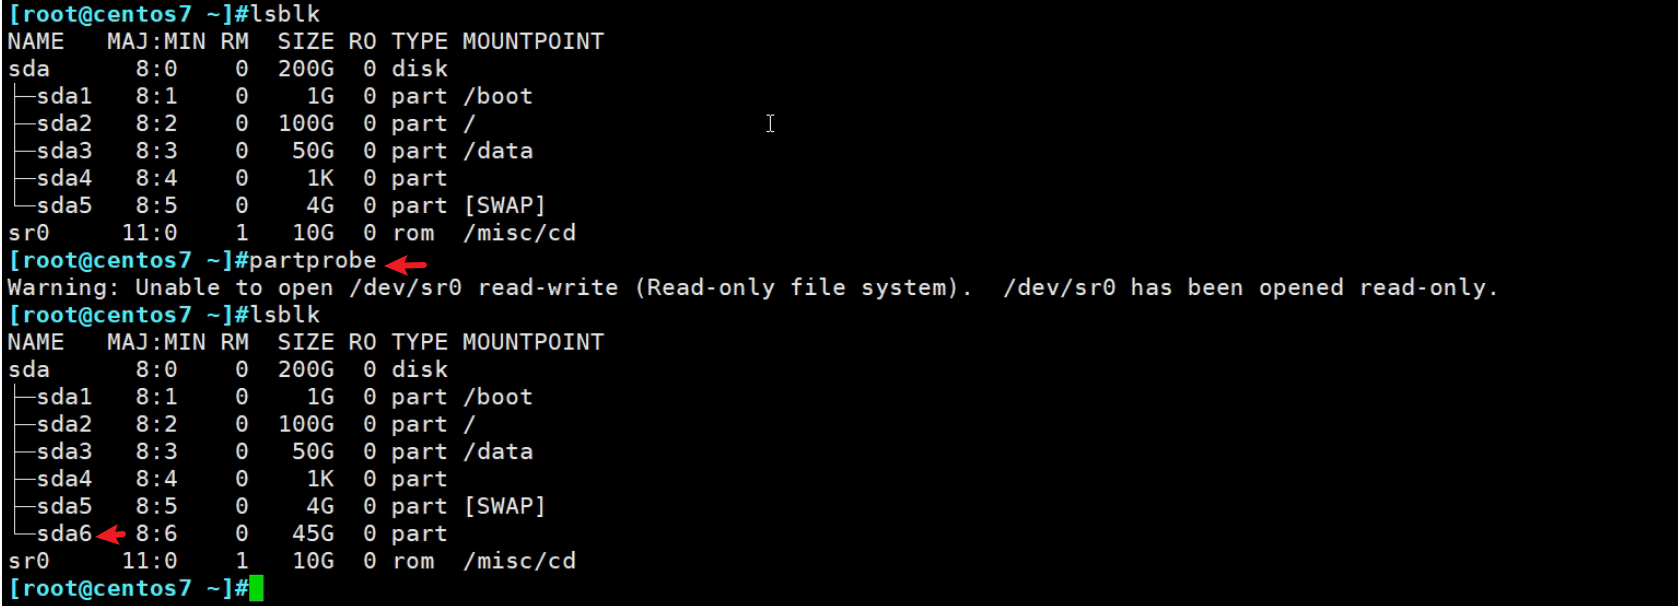 [root@centos7 ~]#lsblk
NAME   MAJ:MIN RM  SIZE RO TYPE MOUNTPOINT
sda      8:0    0  200G  0 disk
├─sda1   8:1    0    1G  0 part /boot
├─sda2   8:2    0  100G  0 part /
├─sda3   8:3    0   50G  0 part /data
├─sda4   8:4    0    1K  0 part
└─sda5   8:5    0    4G  0 part [SWAP]
sr0     11:0    1   10G  0 rom  /misc/cd
[root@centos7 ~]#partprobe
Warning: Unable to open /dev/sr0 read-write (Read-only file system).  /dev/sr0 has been opened read-only.
[root@centos7 ~]#lsblk
NAME   MAJ:MIN RM  SIZE RO TYPE MOUNTPOINT
sda      8:0    0  200G  0 disk
├─sda1   8:1    0    1G  0 part /boot
├─sda2   8:2    0  100G  0 part /
├─sda3   8:3    0   50G  0 part /data
├─sda4   8:4    0    1K  0 part
├─sda5   8:5    0    4G  0 part [SWAP]
└─sda6   8:6    0   45G  0 part
sr0     11:0    1   10G  0 rom  /misc/cd
[root@centos7 ~]#